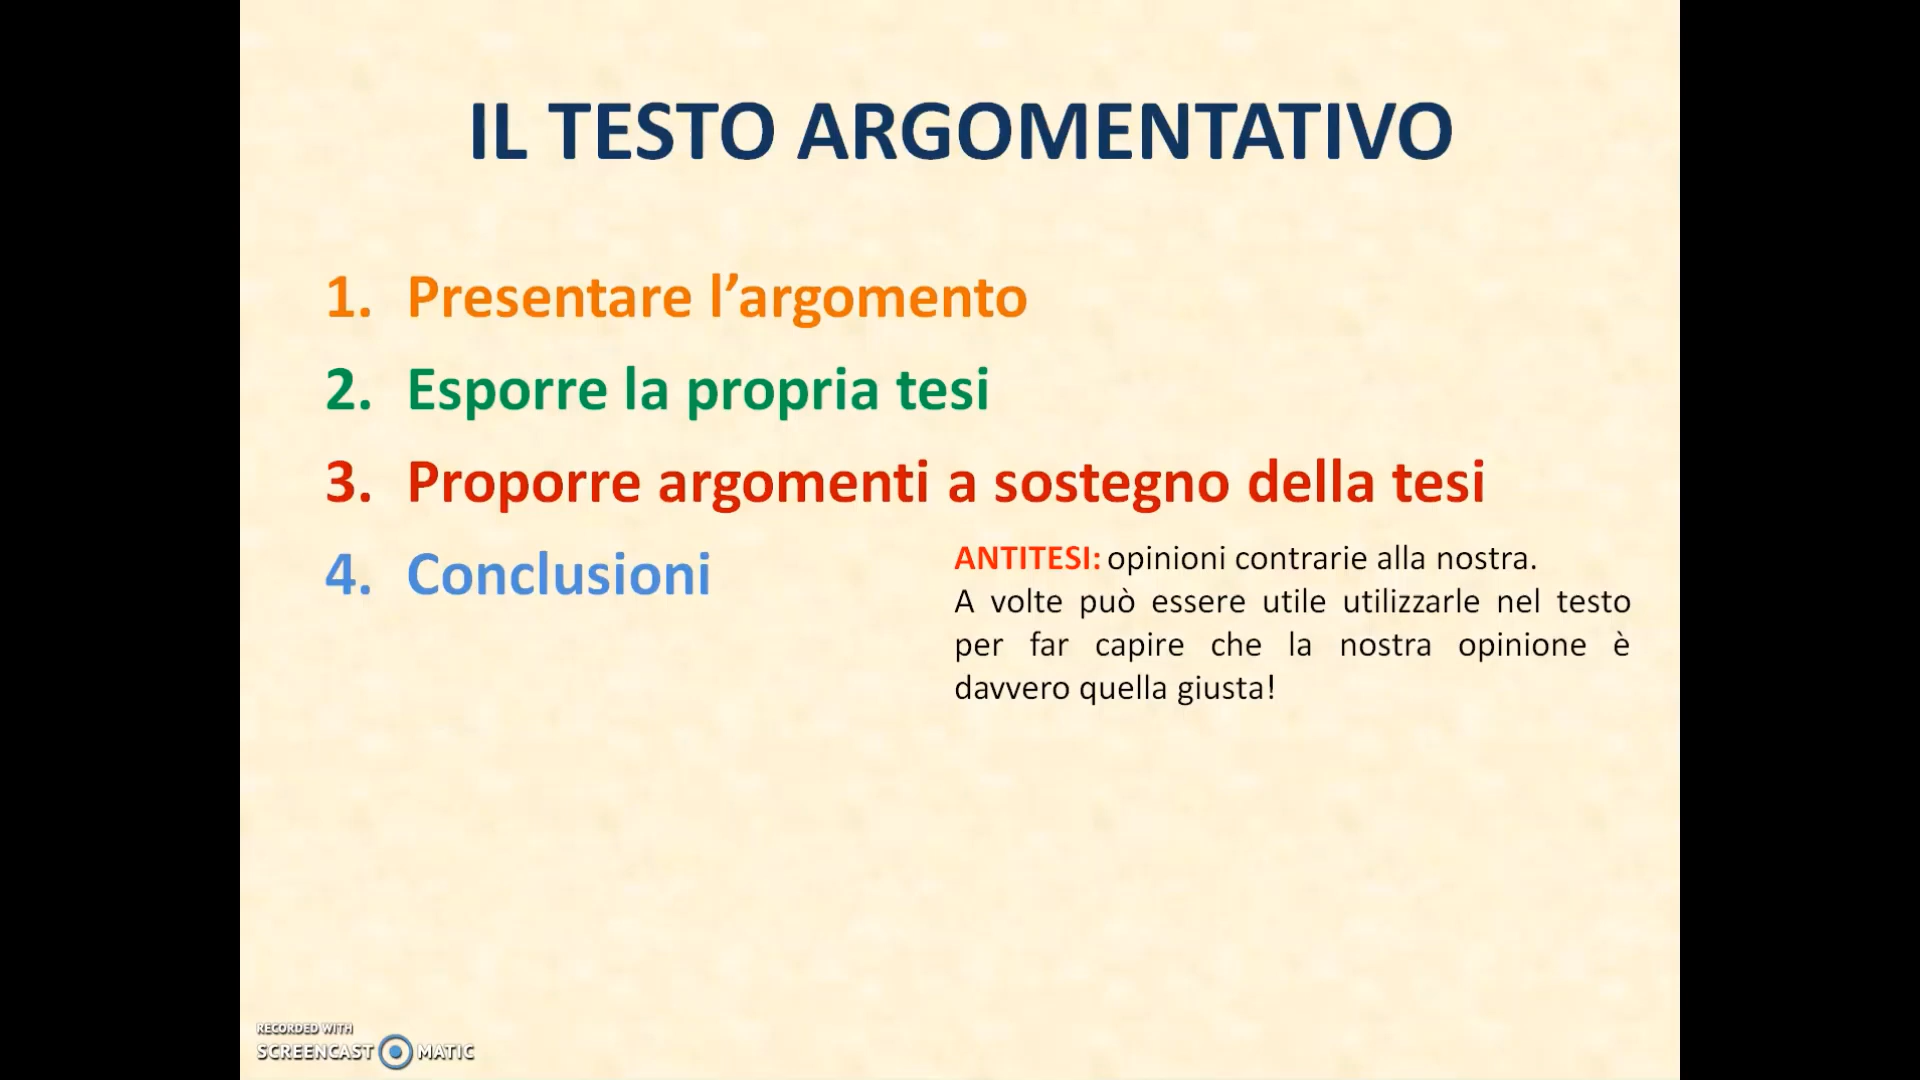 IL TESTO ARGOMENTATIVO
1. Presentare l’argomento
2. Esporre la propria tesi
3. Proporre argomenti a sostegno della tesi
4. Conclusioni
ANTITESI: opinioni contrarie alla nostra.
A volte può essere utile utilizzarle nel testo
per far capire che la nostra opinione è
davvero quella giusta!
RECORDED WITH
SCREENCAST MATIC